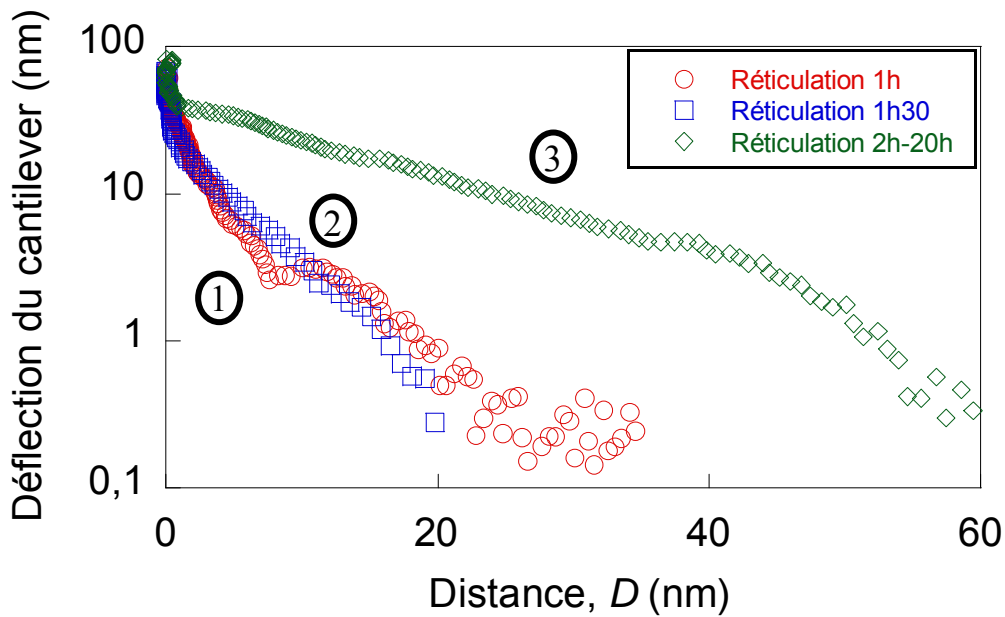 Déflection du cantilever (nm)
100
10
1
0,1
Réticulation 1h
Réticulation 1h30
Réticulation 2h-20h
1
2
3
0
20
40
60
Distance, D (nm)